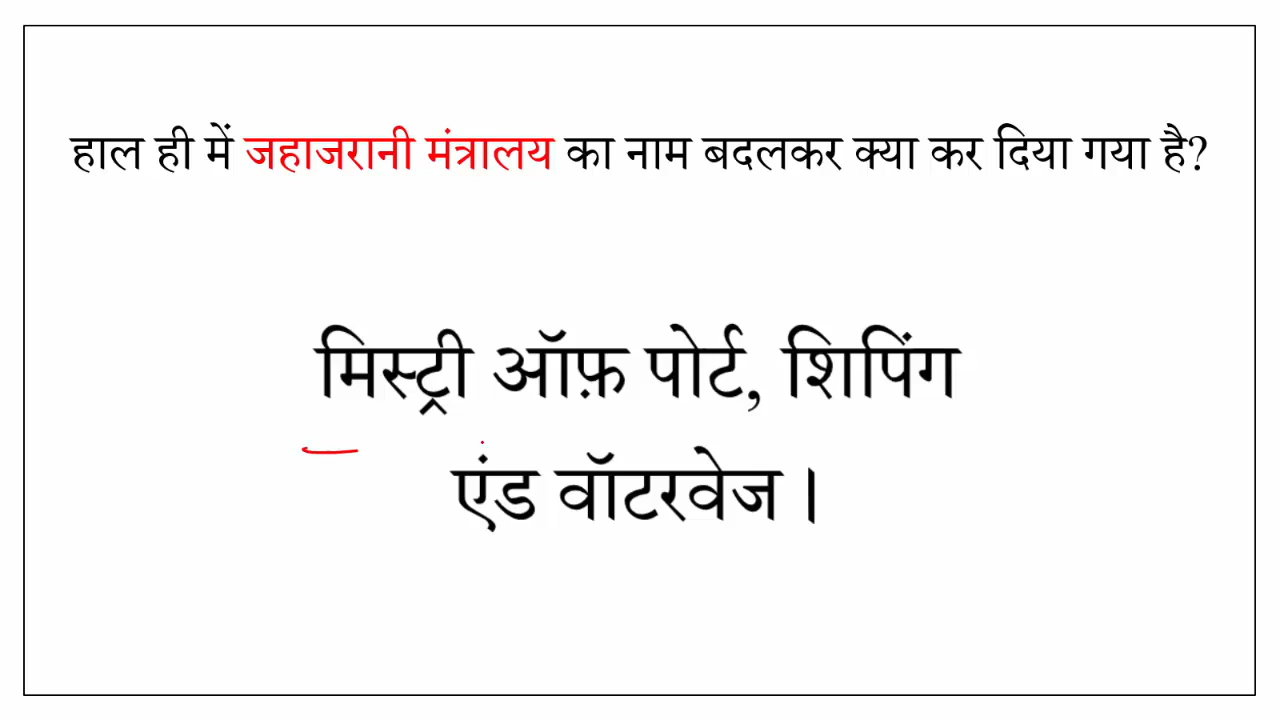 हाल ही में जहाजरानी मंत्रालय का नाम बदलकर क्या कर दिया गया है?
मिस्ट्री ऑफ़ पोर्ट, शिपिंग
एंड वॉटरवेज।